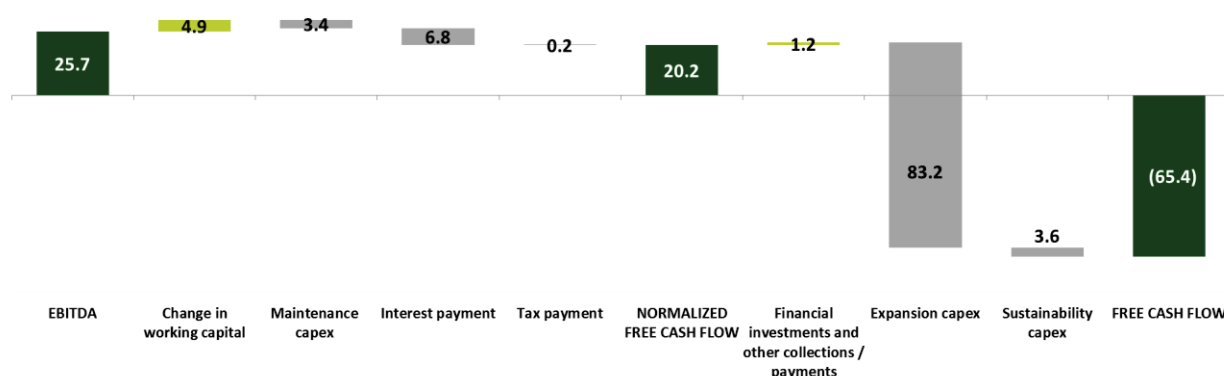 4.9
3.4
6.8
0.2
25.7
20.2
1.2
83.2
3.6
(65.4)
EBITDA
Change in
working capital
Maintenance
capex
Interest payment
Tax payment
NORMALIZED
FREE CASH FLOW
Financial
investments and
other collections /
payments
Expansion capex
Sustainability
capex
FREE CASH FLOW